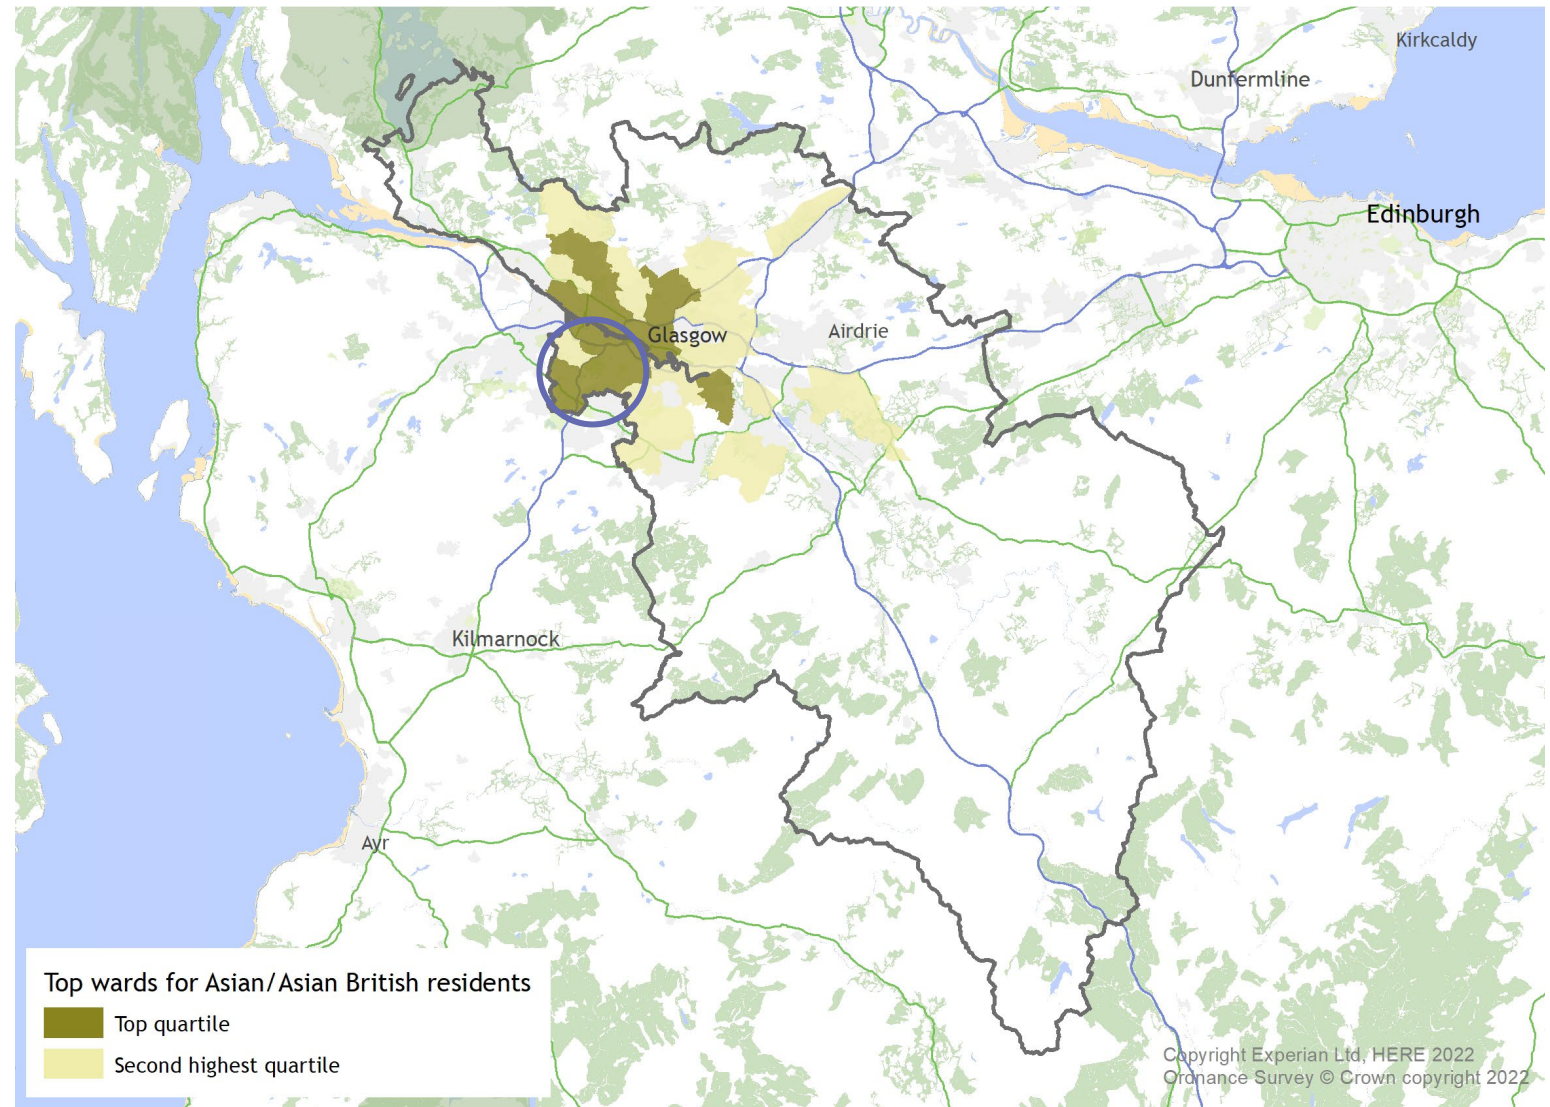 Kirkcaldy
Dunfermline
Edinburgh
Glasgow
Airdrie
Kilmarnock
Ayr
Top wards for Asian/Asian British residents
Top quartile
Second highest quartile
Copyright Experian Ltd, HERE 2022
Ordnance Survey © Crown copyright 2022